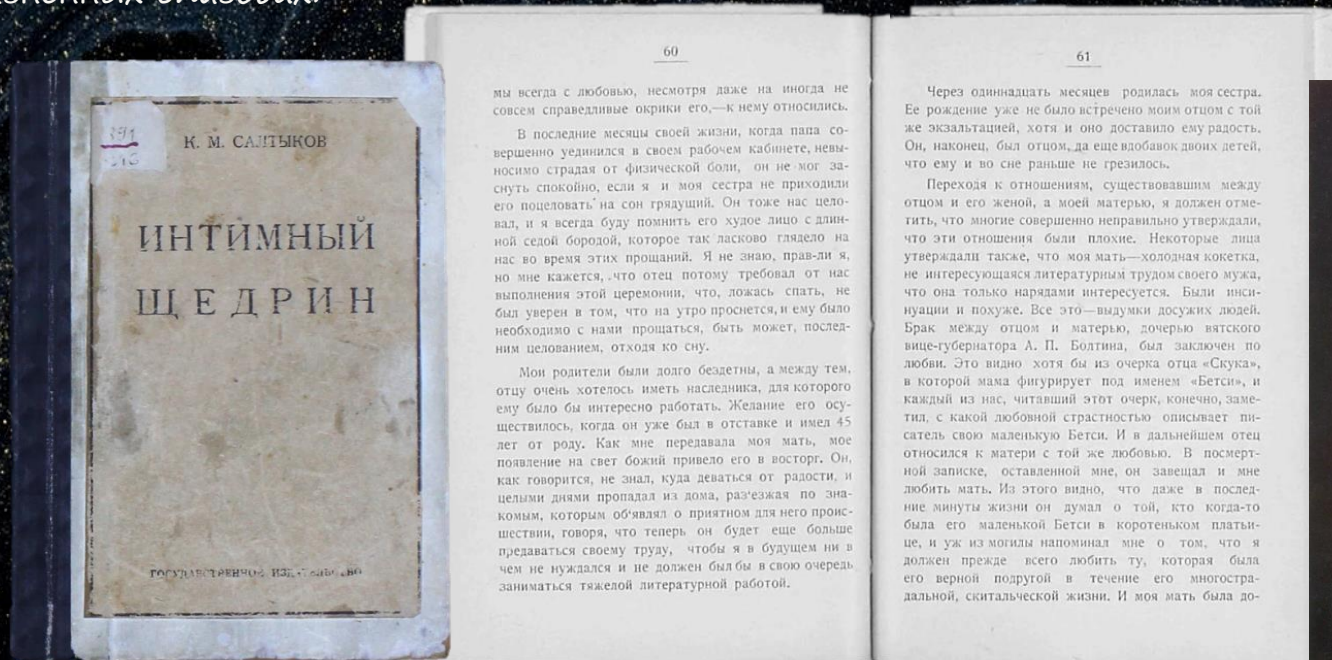 391
К. М. САЛТЫКОВ
ИНТИМНЫЙ
ЩЕДРИН
ГОСУДАРСТВЕННОЕ ИЗДАТЕЛЬСТВО
60
мы всегда с любовью, несмотря даже на иногда не
совсем справедливые окрики его,—к нему относились.
В последние месяцы своей жизни, когда папа со-
вершенно уединился в своем рабочем кабинете, невы-
носимо страдая от физической боли, он не мог за-
снуть спокойно, если я и моя сестра не приходили
его поцеловать на сон грядущий. Он тоже нас цело-
вал, и я всегда буду помнить его худое лицо с длин-
ной седой бородой, которое так ласково глядело на
нас во время этих прощаний. Я не знаю, прав-ли я,
но мне кажется, что отец потому требовал от нас
выполнения этой церемонии, что, ложась спать, не
был уверен в том, что на утро проснется, и ему было
необходимо с нами прощаться, быть может, послед-
ним целованием, отходя ко сну.
Мои родители были долго бездетны, а между тем,
отцу очень хотелось иметь наследника, для которого
ему было бы интересно работать. Желание его осу-
ществилось, когда он уже был в отставке и имел 45
лет от роду. Как мне передавала моя мать, мое
появление на свет божий привело его в восторг. Он,
как говорится, не знал, куда деваться от радости, и
целыми днями пропадал из дома, раз'езжая по зна-
комым, которым об'являл о приятном для него проис-
шествии, говоря, что теперь он будет еще больше
предаваться своему труду, чтобы я в будущем ни в
чем не нуждался и не должен был бы в свою очередь
заниматься тяжелой литературной работой.
61
Через одиннадцать месяцев родилась моя сестра.
Ее рождение уже не было встречено моим отцом с той
же экзальтацией, хотя и оно доставило ему радость.
Он, наконец, был отцом, да еще вдобавок двоих детей,
что ему и во сне раньше не грезилось.
Переходя к отношениям, существовавшим между
отцом и его женой, а моей матерью, я должен отме-
тить, что многие совершенно неправильно утверждали,
что эти отношения были плохие. Некоторые лица
утверждали также, что моя мать—холодная кокетка,
не интересующаяся литературным трудом своего мужа,
что она только нарядами интересуется. Были инси-
нуации и похуже. Все это—выдумки досужих людей.
Брак между отцом и матерью, дочерью вятского
вице-губернатора А. П. Болтина, был заключен по
любви. Это видно хотя бы из очерка отца «Скука»,
в которой мама фигурирует под именем «Бетси», и
каждый из нас, читавший этот очерк, конечно, заме-
тил, с какой любовной страстностью описывает пи-
сатель свою маленькую Бетси. И в дальнейшем отец
относился к матери с той же любовью. В посмерт-
ной записке, оставленной мне, он завещал и мне
любить мать. Из этого видно, что даже в послед-
ние минуты жизни он думал о той, кто когда-то
была его маленькой Бетси в коротеньком платьи-
це, и уж из могилы напоминал мне о том, что я
должен прежде всего любить ту, которая была
его верной подругой в течение его многостра-
дальной, скитальческой жизни. И моя мать была до-